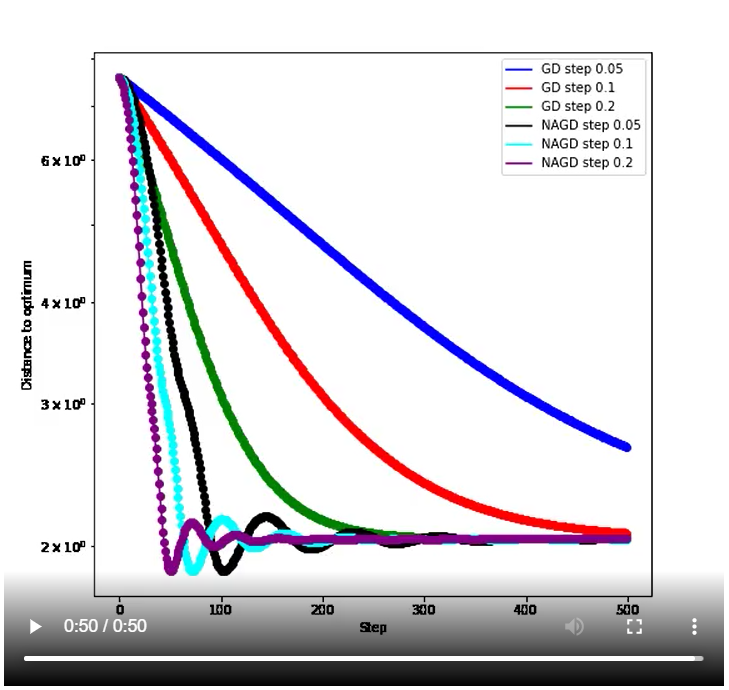 GD step 0.05
GD step 0.1
GD step 0.2
NAGD step 0.05
NAGD step 0.1
NAGD step 0.2
6 × 10⁰
4 × 10⁰
3 × 10⁰
2 × 10⁰
Distance to optimum
0 100 200 300 400 500
Step
0:50 / 0:50